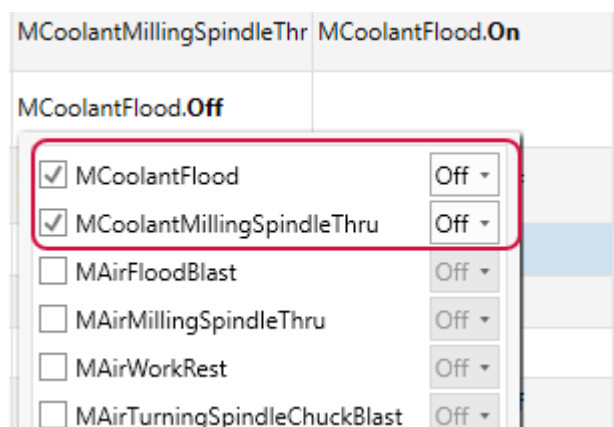 MCoolantMillingSpindleThr MCoolantFlood.On
MCoolantFlood.Off
MCoolantFlood Off
MCoolantMillingSpindleThru Off
MAirFloodBlast Off
MAirMillingSpindleThru Off
MAirWorkRest Off
MAirTurningSpindleChuckBlast Off